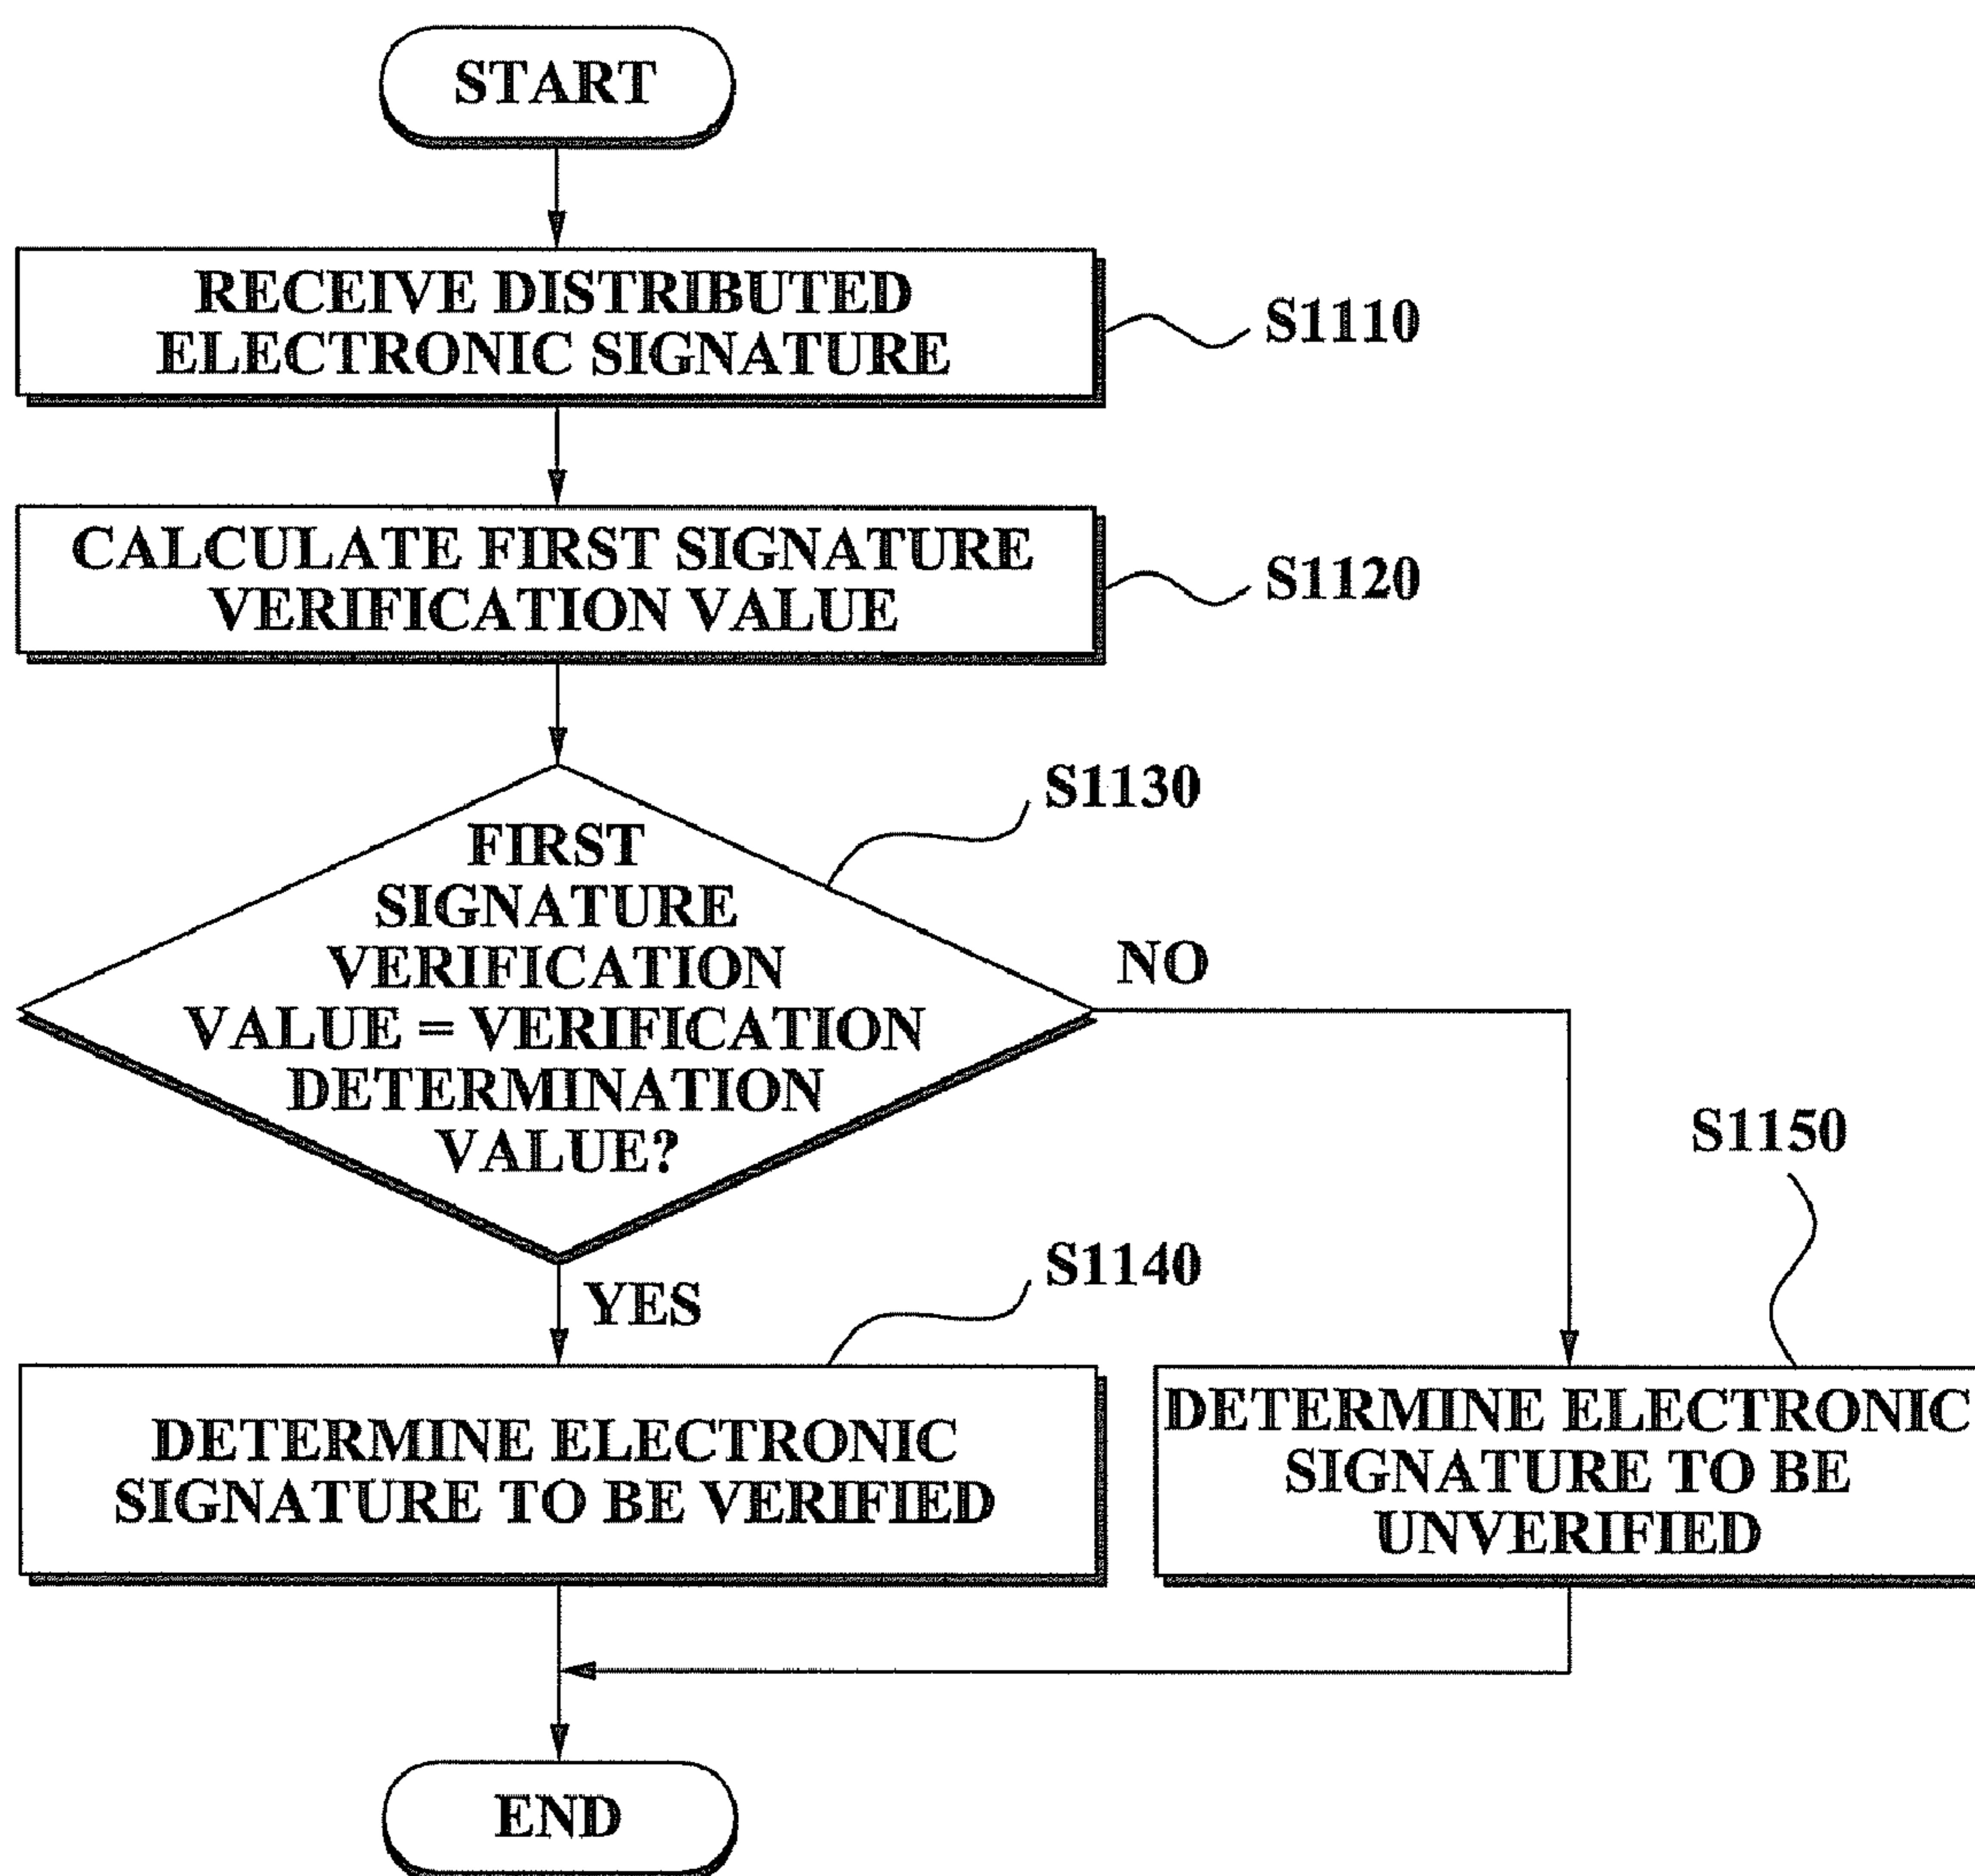 START
RECEIVE DISTRIBUTED
ELECTRONIC SIGNATURE
S1110
CALCULATE FIRST SIGNATURE
VERIFICATION VALUE
S1120
S1130
FIRST
SIGNATURE
VERIFICATION
VALUE = VERIFICATION
DETERMINATION
VALUE?
NO
S1150
YES
S1140
DETERMINE ELECTRONIC
SIGNATURE TO BE VERIFIED
DETERMINE ELECTRONIC
SIGNATURE TO BE
UNVERIFIED
END